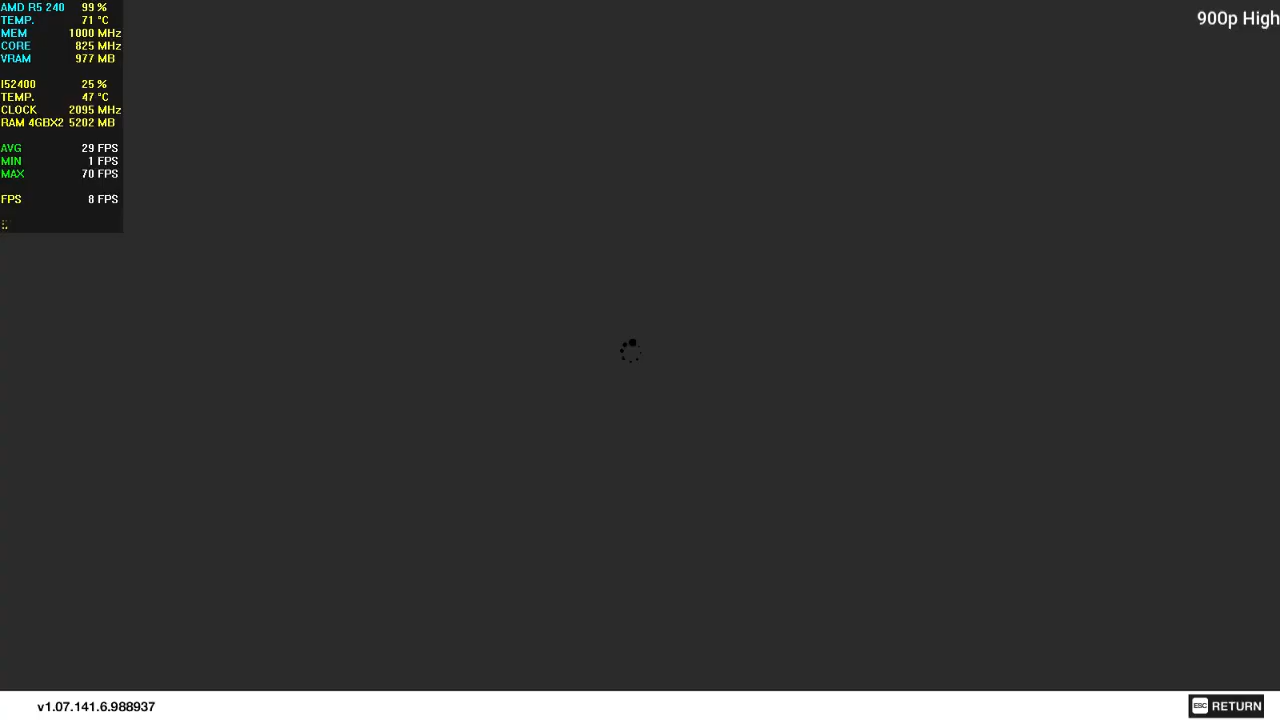 AMD R5 240 99 %
TEMP. 71 °C
MEM 1000 MHz
CORE 825 MHz
VRAM 977 MB
I52400 25 %
TEMP. 47 °C
CLOCK 2095 MHz
RAM 4GBX2 5202 MB
AVG 29 FPS
MIN 1 FPS
MAX 70 FPS
FPS 8 FPS
900p High
v1.07.141.6.988937
ESC RETURN